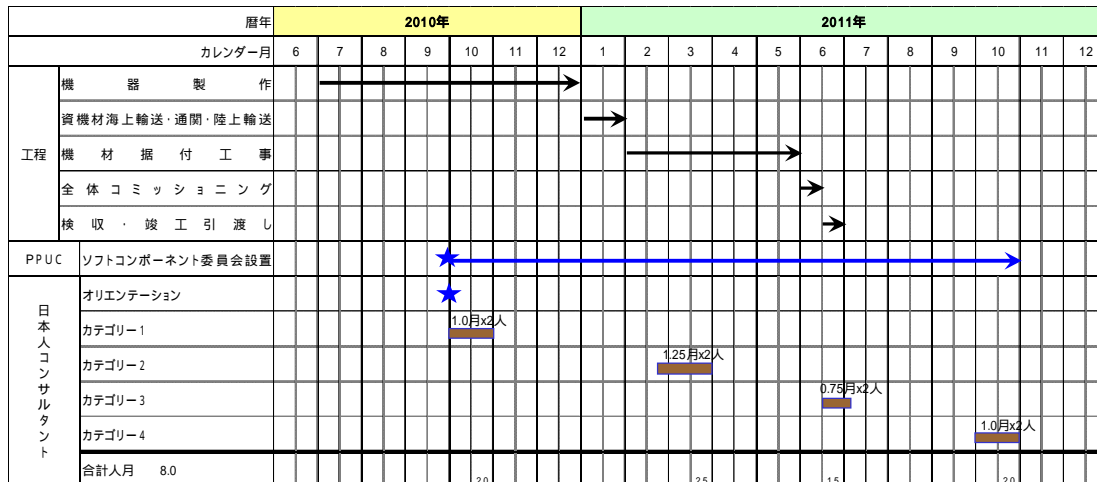 暦年 2010年 2011年
カレンダー月 6 7 8 9 10 11 12 1 2 3 4 5 6 7 8 9 10 11 12
工程
機器製作
資機材海上輸送・通関・陸上輸送
機材据付工事
全体コミッショニング
検収・竣工引渡し
PPUC ソフトコンポーネント委員会設置
日本人コンサルタント
オリエンテーション
カテゴリー1 1.0月x2人
カテゴリー2 1.25月x2人
カテゴリー3 0.75月x2人
カテゴリー4 1.0月x2人
合計人月 8.0 2.0 2.5 1.5 2.0